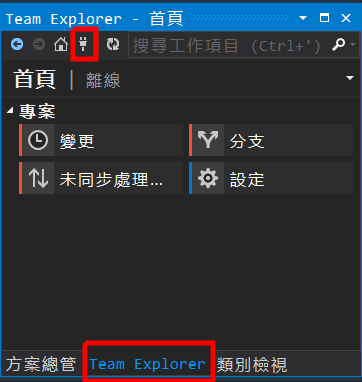 Team Explorer - 首頁
搜尋工作項目 (Ctrl+')
首頁 | 離線
專案
變更
分支
未同步處理...
設定
方案總管 Team Explorer 類別檢視